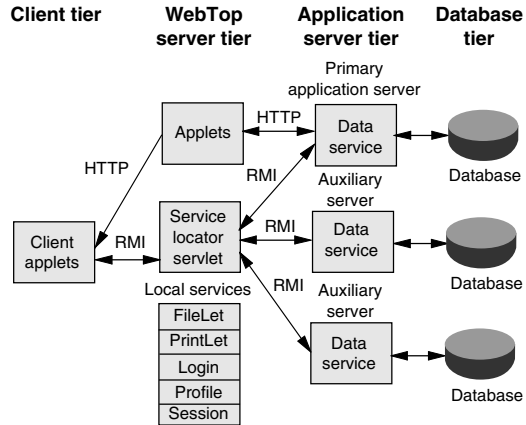 Client tier
WebTop
server tier
Application
server tier
Database
tier
Primary
application server
Applets
HTTP
Data
service
Database
HTTP
RMI
Auxiliary
server
Client
applets
RMI
Service
locator
servlet
RMI
Data
service
Database
Local services
FileLet
PrintLet
Login
Profile
Session
RMI
Auxiliary
server
Data
service
Database